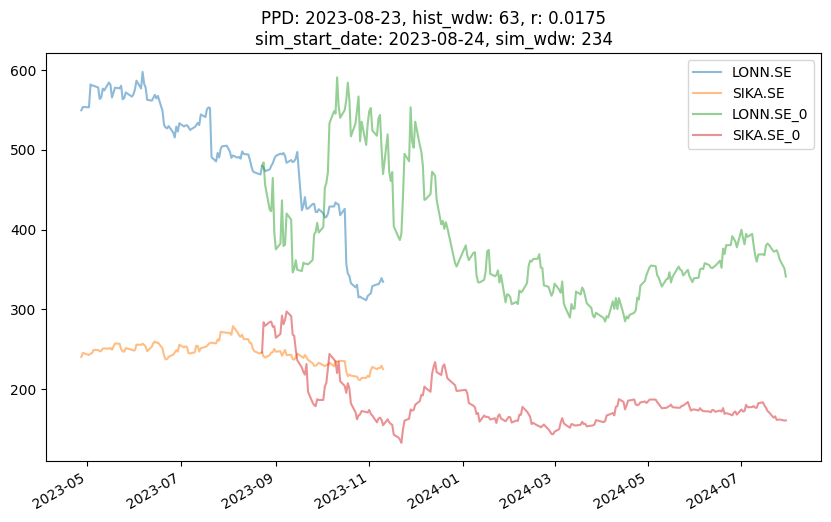 PPD: 2023-08-23, hist_wdw: 63, r: 0.0175
sim_start_date: 2023-08-24, sim_wdw: 234
LONN.SE
SIKA.SE
LONN.SE_0
SIKA.SE_0
600
500
400
300
200
2023-05
2023-07
2023-09
2023-11
2024-01
2024-03
2024-05
2024-07